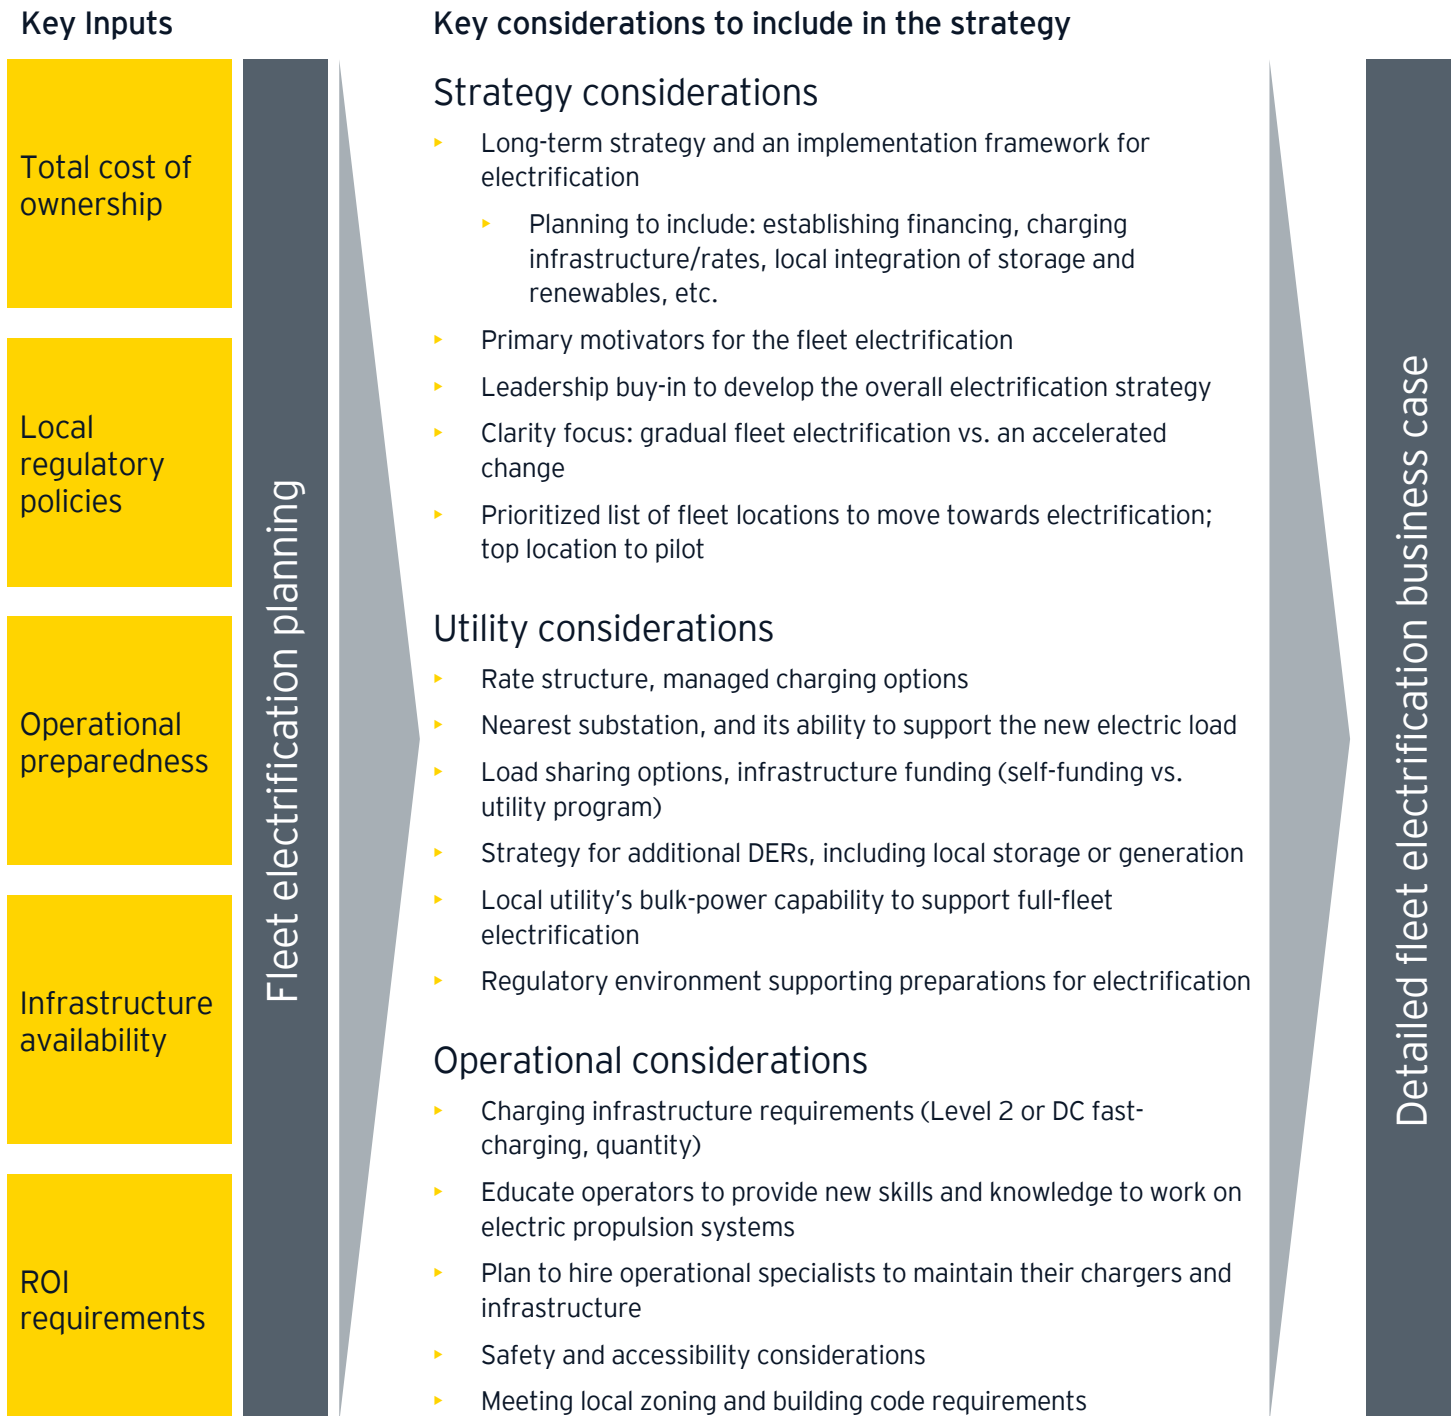 Key Inputs
Total cost of
ownership
Local
regulatory
policies
Operational
preparedness
Infrastructure
availability
ROI
requirements
Fleet electrification planning
Key considerations to include in the strategy
Strategy considerations
‣ Long-term strategy and an implementation framework for
electrification
‣ Planning to include: establishing financing, charging
infrastructure/rates, local integration of storage and
renewables, etc.
‣ Primary motivators for the fleet electrification
‣ Leadership buy-in to develop the overall electrification strategy
‣ Clarity focus: gradual fleet electrification vs. an accelerated
change
‣ Prioritized list of fleet locations to move towards electrification;
top location to pilot
Utility considerations
‣ Rate structure, managed charging options
‣ Nearest substation, and its ability to support the new electric load
‣ Load sharing options, infrastructure funding (self-funding vs.
utility program)
‣ Strategy for additional DERs, including local storage or generation
‣ Local utility’s bulk-power capability to support full-fleet
electrification
‣ Regulatory environment supporting preparations for electrification
Operational considerations
‣ Charging infrastructure requirements (Level 2 or DC fast-
charging, quantity)
‣ Educate operators to provide new skills and knowledge to work on
electric propulsion systems
‣ Plan to hire operational specialists to maintain their chargers and
infrastructure
‣ Safety and accessibility considerations
‣ Meeting local zoning and building code requirements
Detailed fleet electrification business case